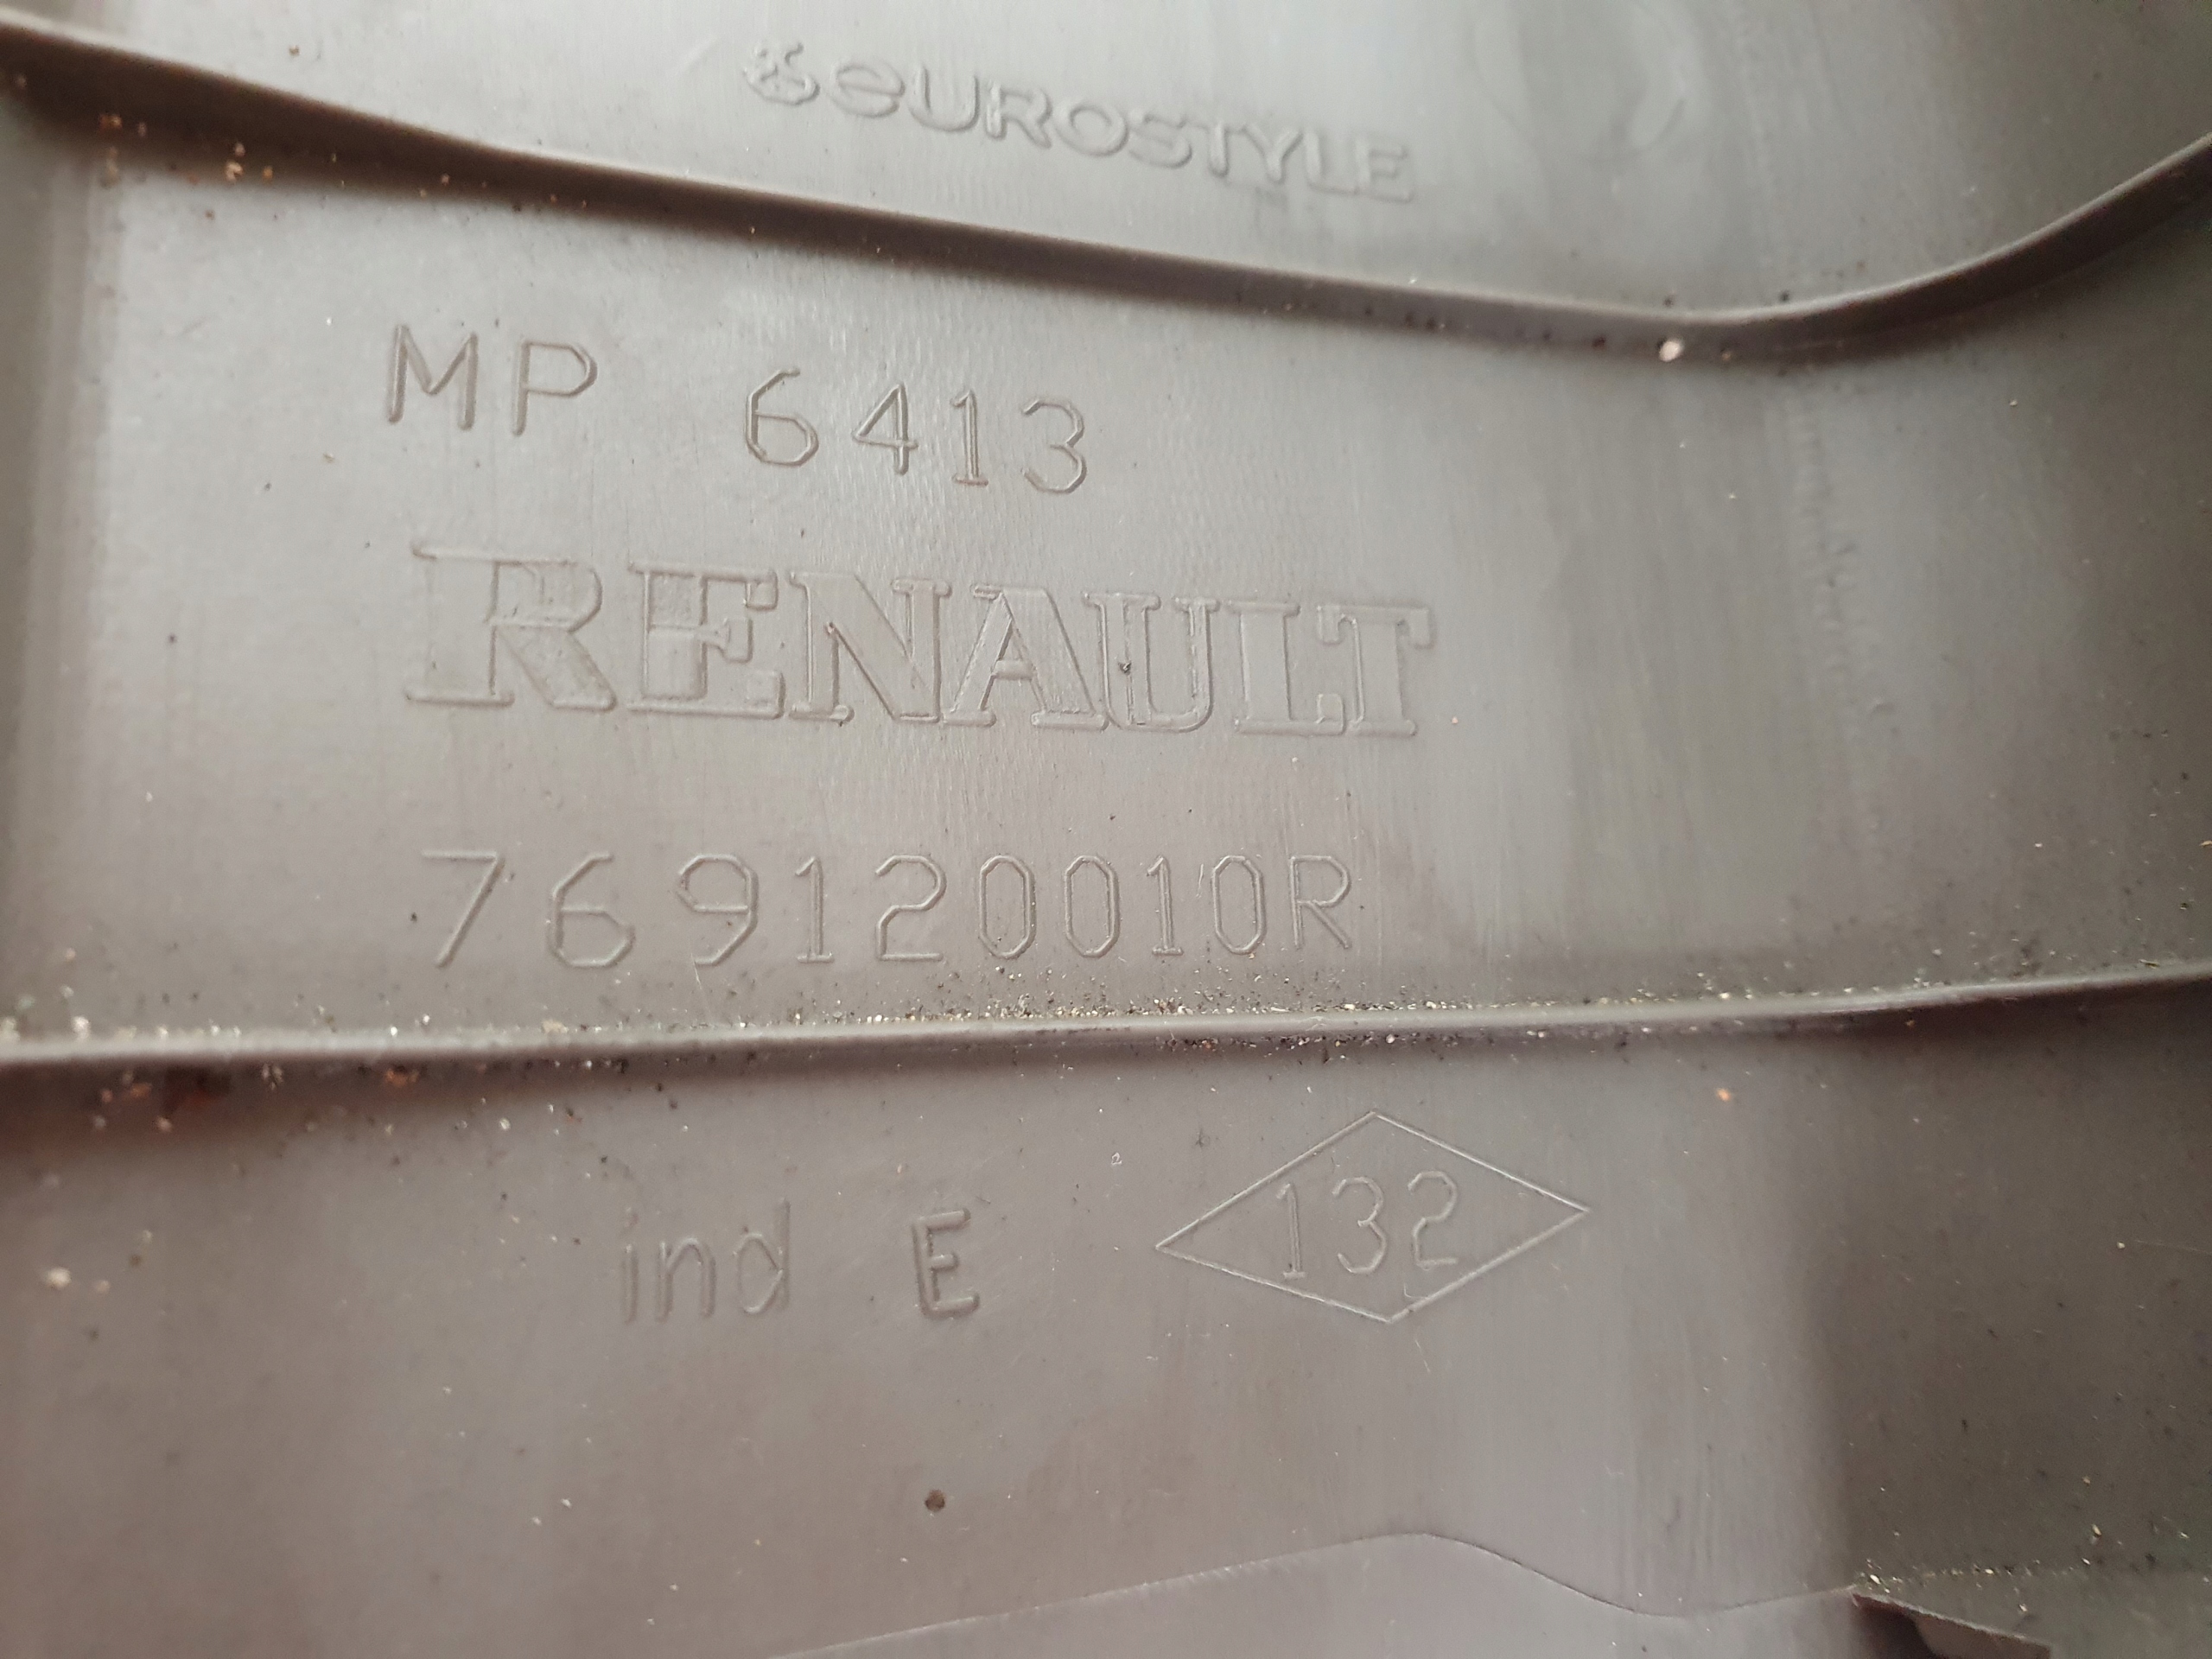 eUROSTYLE
MP 6413
RENAULT
769120010R
ind E 132